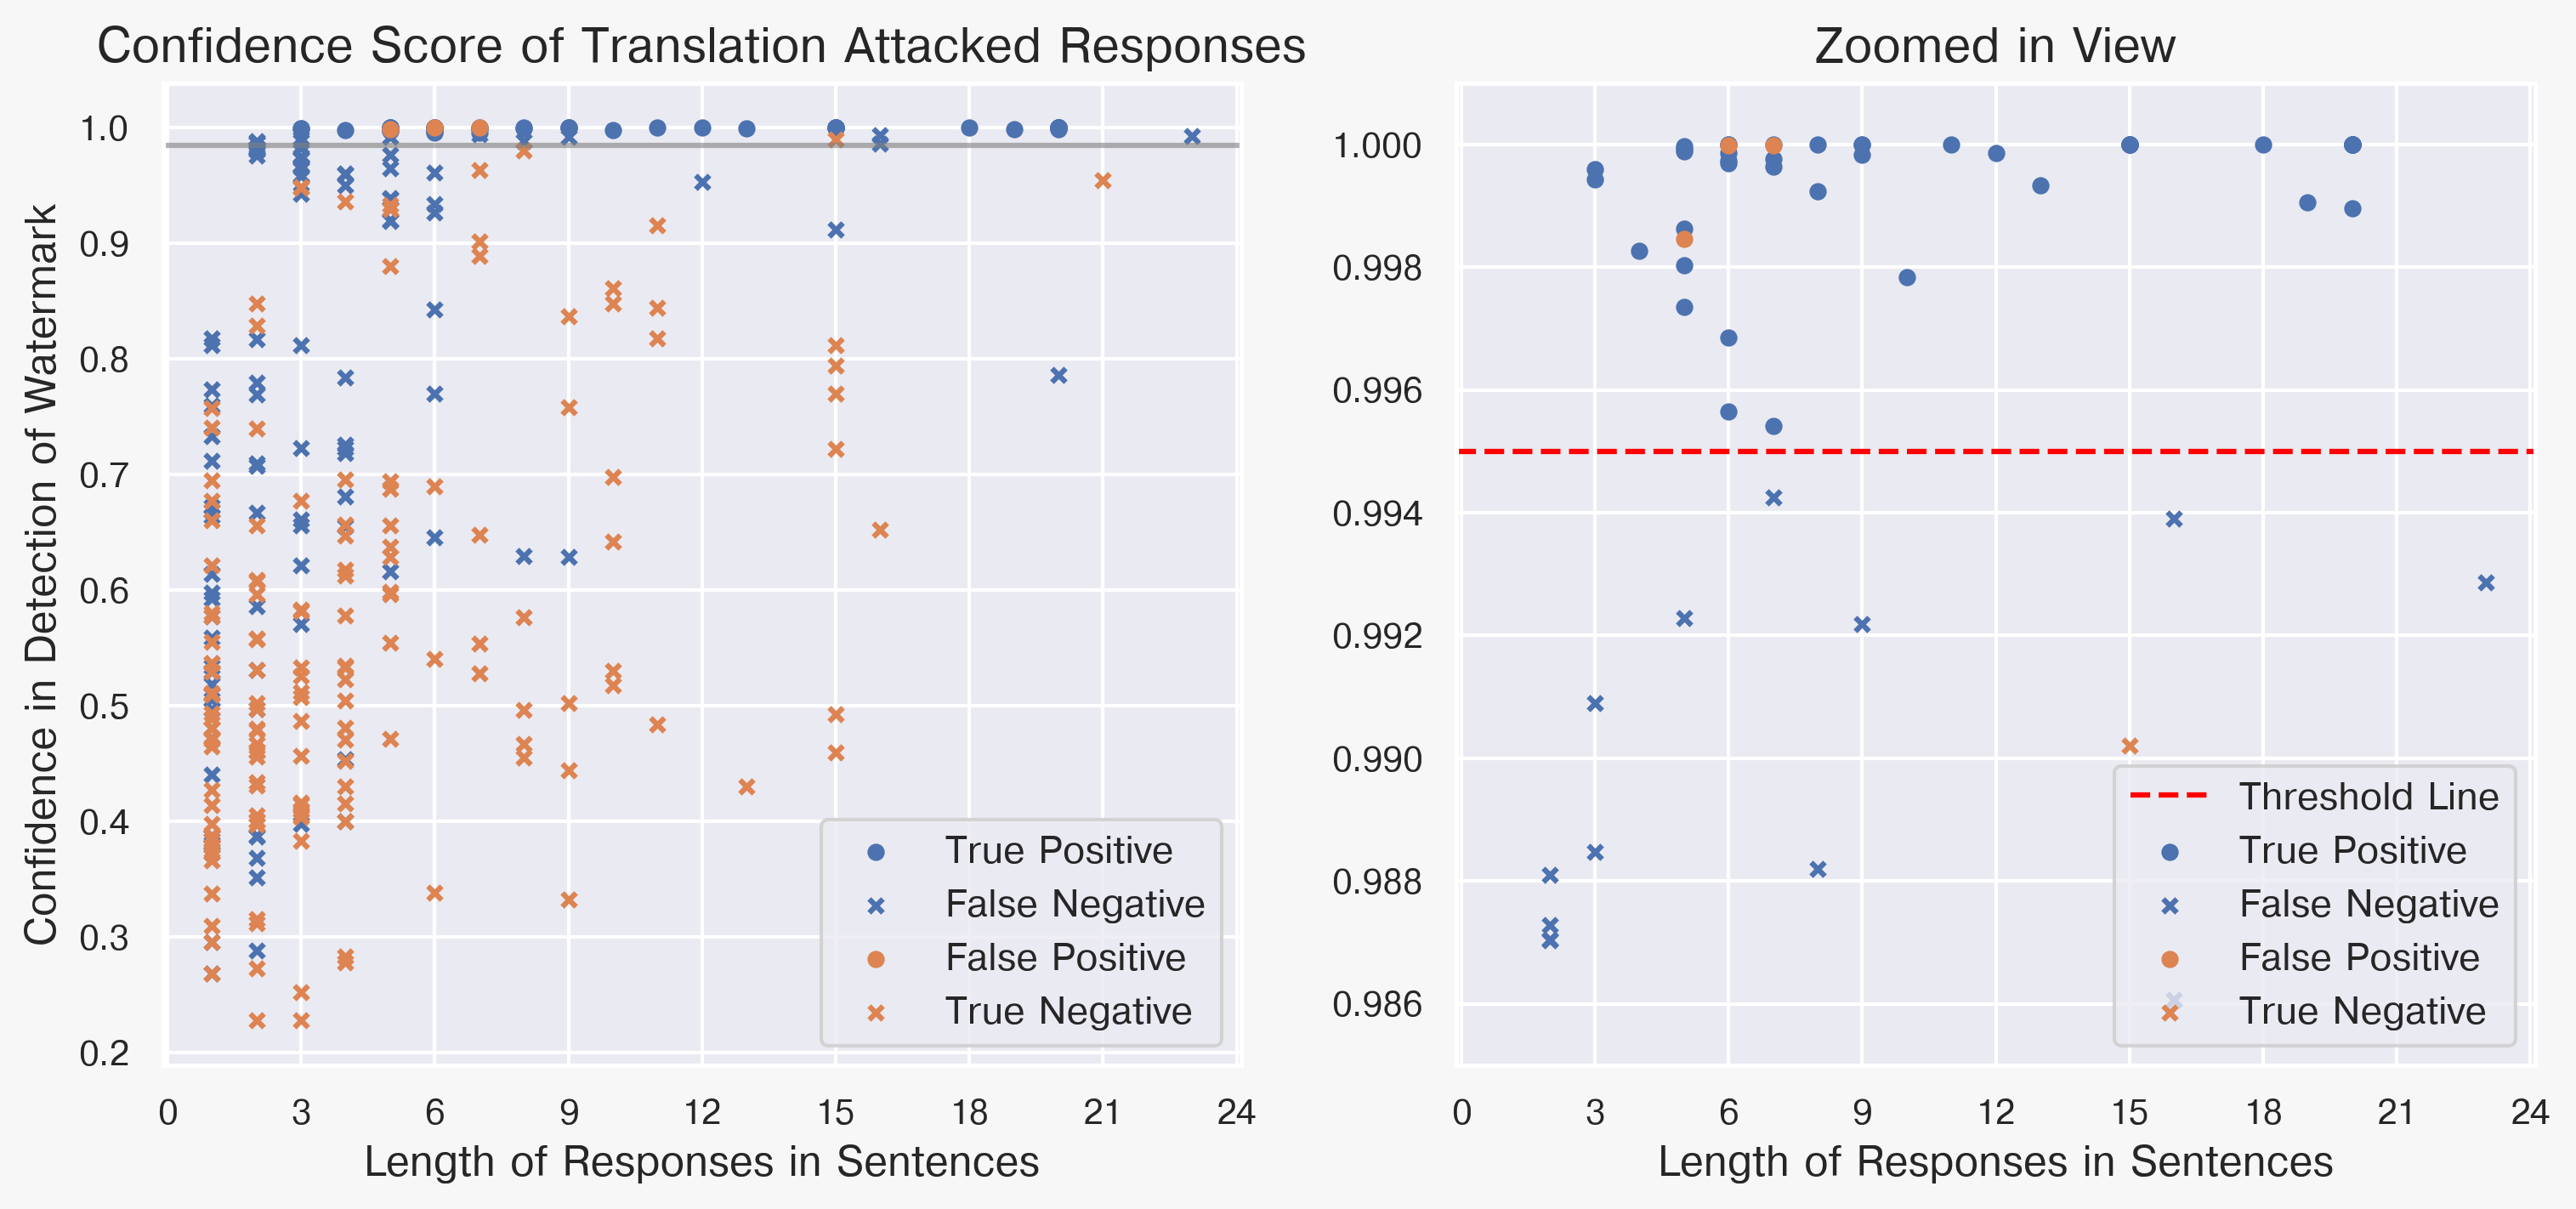 Confidence Score of Translation Attacked Responses
Confidence in Detection of Watermark
1.0
0.9
0.8
0.7
0.6
0.5
0.4
0.3
0.2
0 3 6 9 12 15 18 21 24
Length of Responses in Sentences
True Positive
False Negative
False Positive
True Negative
Zoomed in View
1.000
0.998
0.996
0.994
0.992
0.990
0.988
0.986
0 3 6 9 12 15 18 21 24
Length of Responses in Sentences
Threshold Line
True Positive
False Negative
False Positive
True Negative